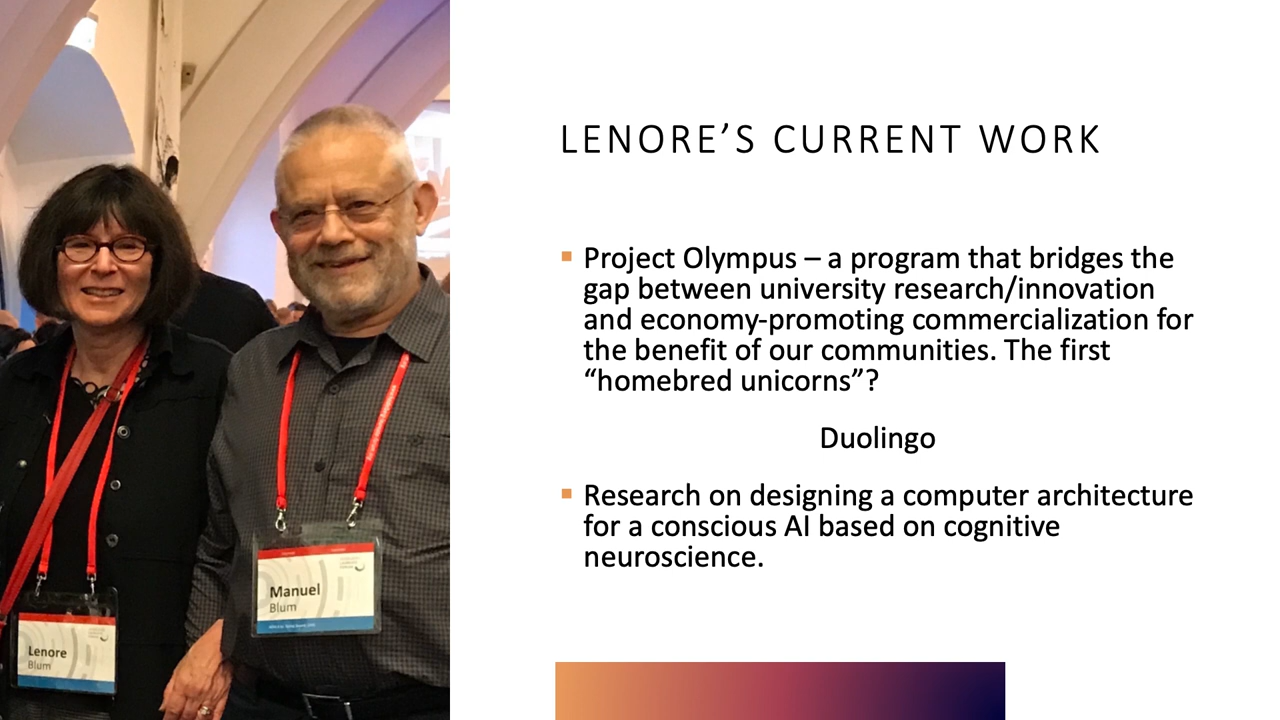 LENORE’S CURRENT WORK
▪ Project Olympus – a program that bridges the
gap between university research/innovation
and economy-promoting commercialization for
the benefit of our communities. The first
“homebred unicorns”?
Duolingo
▪ Research on designing a computer architecture
for a conscious AI based on cognitive
neuroscience.
Manuel
Blum
Lenore
Blum